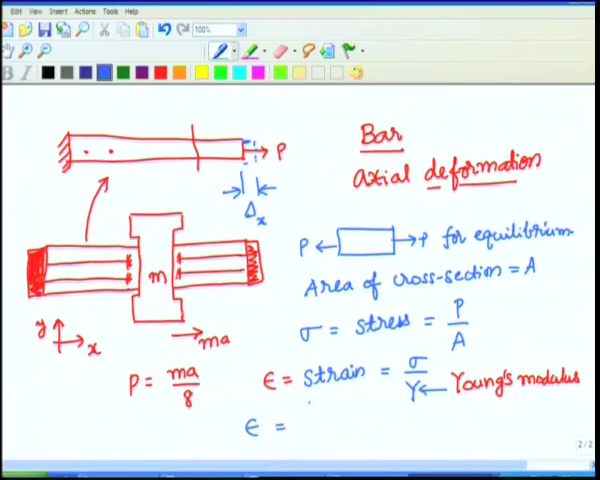 Edit View Insert Actions Tools Help
100%
B I
P
Bar
axial deformation
Δx
P P for equilibrium
Area of cross-section = A
m
σ = stress = P/A
y
x
ma
P = ma/8
ϵ = strain = σ/Y ← Young's modulus
ϵ =
2/2